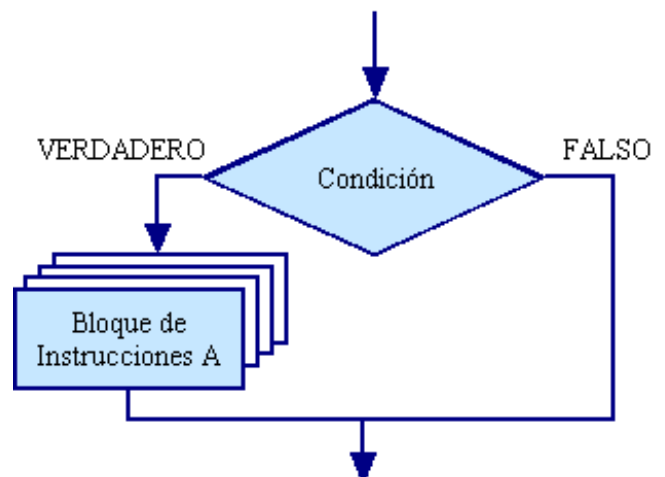 VERDADERO
FALSO
Condición
Bloque de
Instrucciones A